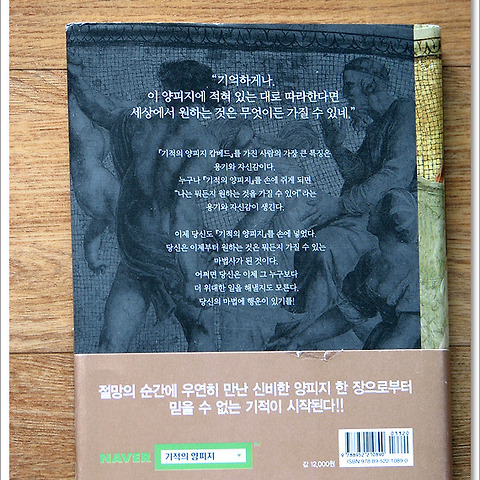 “기억하게나,
이 양피지에 적혀 있는 대로 따라한다면
세상에서 원하는 것은 무엇이든 가질 수 있네.”
『기적의 양피지 캅베드』를 가진 사람의 가장 큰 특징은
용기와 자신감이다.
누구나 『기적의 양피지』를 손에 쥐게 되면
“나는 뭐든지 원하는 것을 가질 수 있어”라는
용기와 자신감이 생긴다.
이제 당신도 『기적의 양피지』를 손에 넣었다.
당신은 이제부터 원하는 것은 뭐든지 가질 수 있는
마법사가 된 것이다.
어쩌면 당신은 이제 그 누구보다
더 위대한 일을 해낼지도 모른다.
당신의 마법에 행운이 있기를!
절망의 순간에 우연히 만난 신비한 양피지 한 장으로부터
믿을 수 없는 기적이 시작된다!!
NAVER 기적의 양피지
값 12,000원
03320
9 788952 210890
ISBN 978-89-522-1089-0